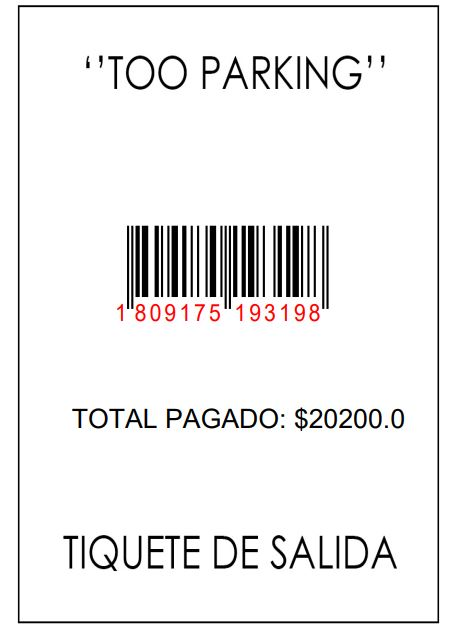 ‘’TOO PARKING’’
1 809175 193198
TOTAL PAGADO: $20200.0
TIQUETE DE SALIDA